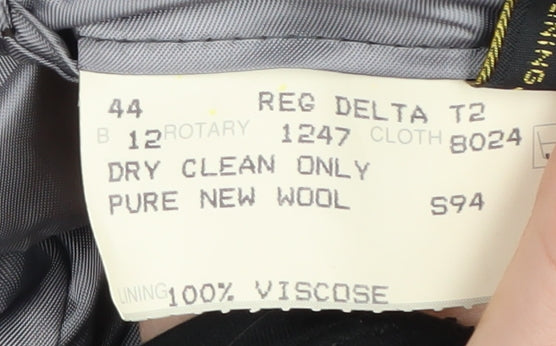 44 REG DELTA T2
B 12 ROTARY 1247 CLOTH 8024
DRY CLEAN ONLY
PURE NEW WOOL S94
LINING 100% VISCOSE